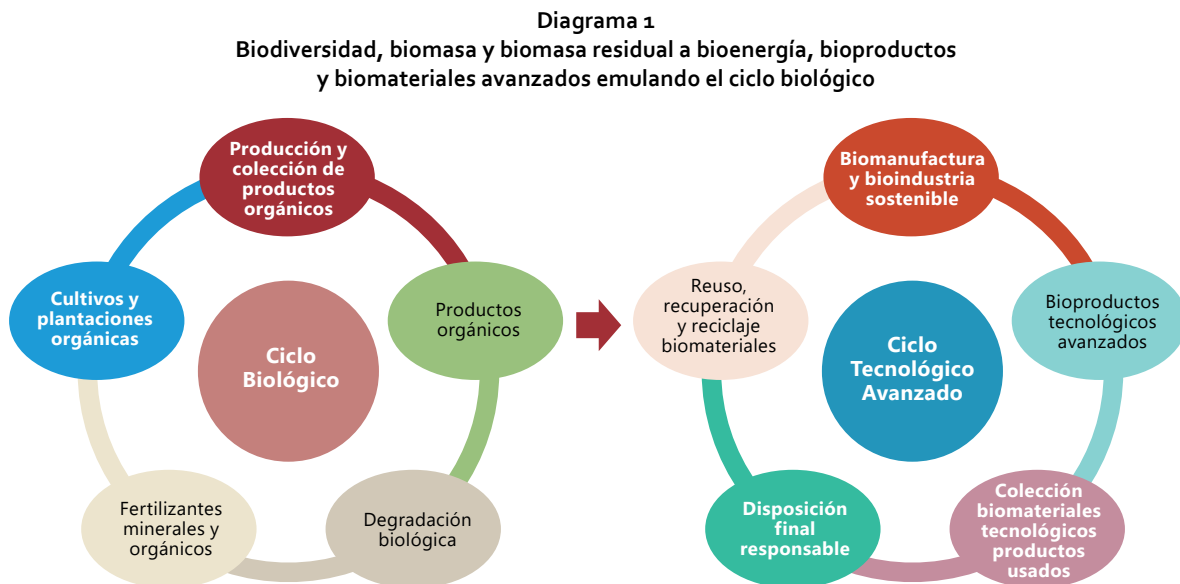 Diagrama 1
Biodiversidad, biomasa y biomasa residual a bioenergía, bioproductos
y biomateriales avanzados emulando el ciclo biológico
Producción y
colección de
productos
orgánicos
Productos
orgánicos
Degradación
biológica
Fertilizantes
minerales y
orgánicos
Cultivos y
plantaciones
orgánicas
Ciclo
Biológico
Biomanufactura
y bioindustria
sostenible
Bioproductos
tecnológicos
avanzados
Colección
biomateriales
tecnológicos
productos
usados
Disposición
final
responsable
Reuso,
recuperación
y reciclaje
biomateriales
Ciclo
Tecnológico
Avanzado